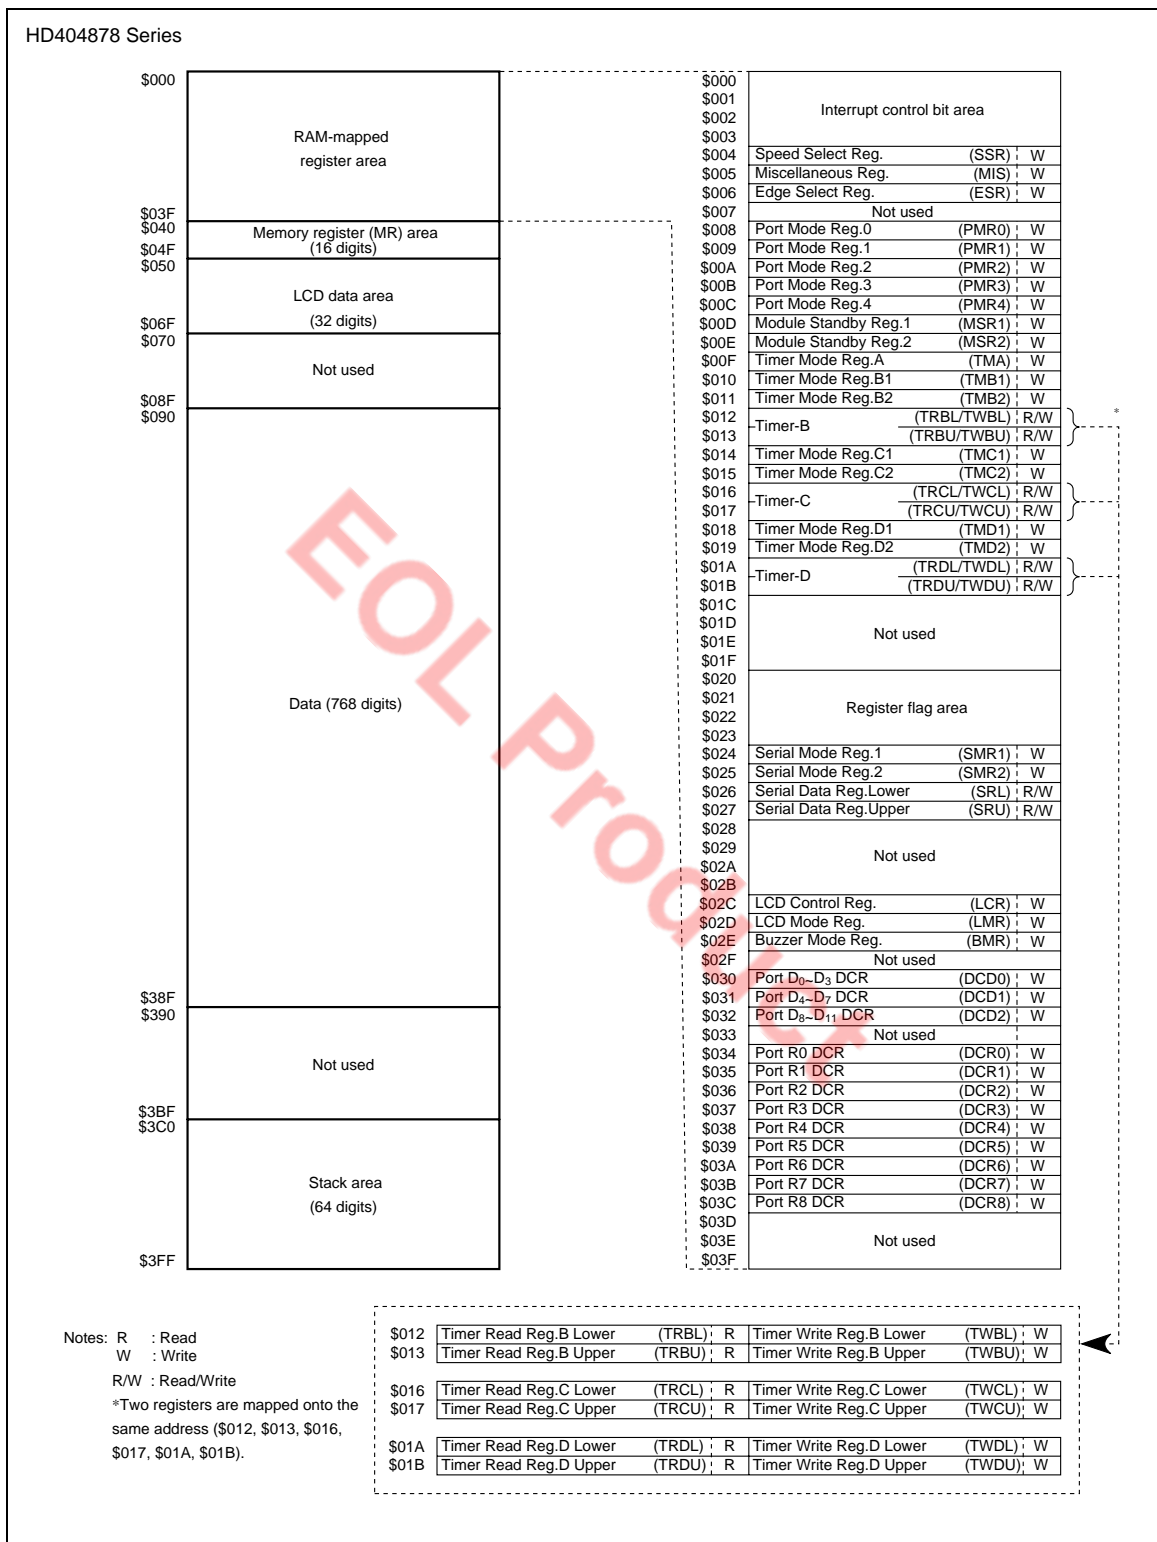 HD404878 Series
$000
RAM-mapped
register area
$03F
$040
Memory register (MR) area
(16 digits)
$04F
$050
LCD data area
(32 digits)
$06F
$070
Not used
$08F
$090
Data (768 digits)
$38F
$390
Not used
$3BF
$3C0
Stack area
(64 digits)
$3FF
$000
$001
Interrupt control bit area
$002
$003
$004 Speed Select Reg. (SSR) W
$005 Miscellaneous Reg. (MIS) W
$006 Edge Select Reg. (ESR) W
$007 Not used
$008 Port Mode Reg.0 (PMR0) W
$009 Port Mode Reg.1 (PMR1) W
$00A Port Mode Reg.2 (PMR2) W
$00B Port Mode Reg.3 (PMR3) W
$00C Port Mode Reg.4 (PMR4) W
$00D Module Standby Reg.1 (MSR1) W
$00E Module Standby Reg.2 (MSR2) W
$00F Timer Mode Reg.A (TMA) W
$010 Timer Mode Reg.B1 (TMB1) W
$011 Timer Mode Reg.B2 (TMB2) W
*
$012 (TRBL/TWBL) R/W
Timer-B
$013 (TRBU/TWBU) R/W
$014 Timer Mode Reg.C1 (TMC1) W
$015 Timer Mode Reg.C2 (TMC2) W
$016 (TRCL/TWCL) R/W
Timer-C
$017 (TRCU/TWCU) R/W
$018 Timer Mode Reg.D1 (TMD1) W
$019 Timer Mode Reg.D2 (TMD2) W
$01A (TRDL/TWDL) R/W
Timer-D
$01B (TRDU/TWDU) R/W
$01C
$01D
Not used
$01E
$01F
$020
$021
Register flag area
$022
$023
$024 Serial Mode Reg.1 (SMR1) W
$025 Serial Mode Reg.2 (SMR2) W
$026 Serial Data Reg.Lower (SRL) R/W
$027 Serial Data Reg.Upper (SRU) R/W
$028
$029
Not used
$02A
$02B
$02C LCD Control Reg. (LCR) W
$02D LCD Mode Reg. (LMR) W
$02E Buzzer Mode Reg. (BMR) W
$02F Not used
$030 Port D0~D3 DCR (DCD0) W
$031 Port D4~D7 DCR (DCD1) W
$032 Port D8~D11 DCR (DCD2) W
$033 Not used
$034 Port R0 DCR (DCR0) W
$035 Port R1 DCR (DCR1) W
$036 Port R2 DCR (DCR2) W
$037 Port R3 DCR (DCR3) W
$038 Port R4 DCR (DCR4) W
$039 Port R5 DCR (DCR5) W
$03A Port R6 DCR (DCR6) W
$03B Port R7 DCR (DCR7) W
$03C Port R8 DCR (DCR8) W
$03D
$03E Not used
$03F
EOL Product
Notes: R : Read
W : Write
R/W : Read/Write
*Two registers are mapped onto the
same address ($012, $013, $016,
$017, $01A, $01B).
$012 Timer Read Reg.B Lower (TRBL) R Timer Write Reg.B Lower (TWBL) W
$013 Timer Read Reg.B Upper (TRBU) R Timer Write Reg.B Upper (TWBU) W
$016 Timer Read Reg.C Lower (TRCL) R Timer Write Reg.C Lower (TWCL) W
$017 Timer Read Reg.C Upper (TRCU) R Timer Write Reg.C Upper (TWCU) W
$01A Timer Read Reg.D Lower (TRDL) R Timer Write Reg.D Lower (TWDL) W
$01B Timer Read Reg.D Upper (TRDU) R Timer Write Reg.D Upper (TWDU) W